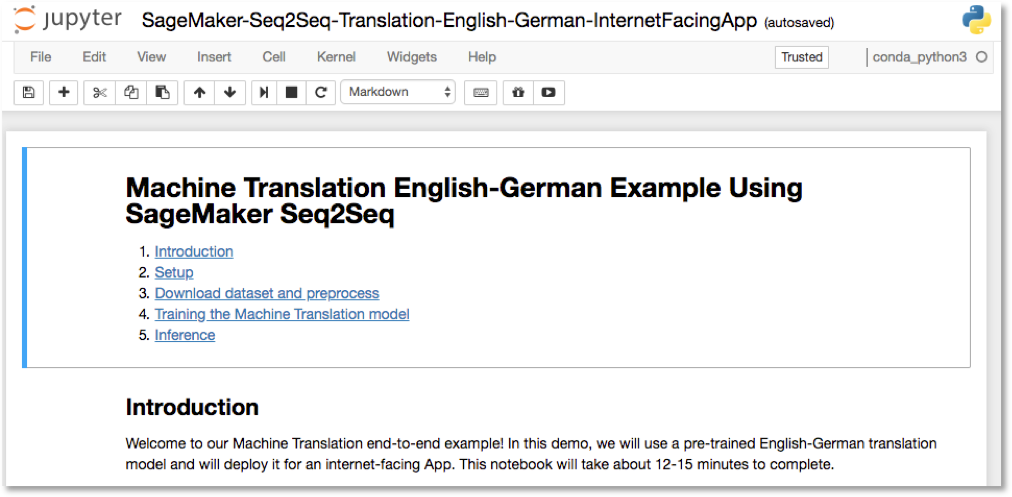 jupyter SageMaker-Seq2Seq-Translation-English-German-InternetFacingApp (autosaved)
File Edit View Insert Cell Kernel Widgets Help Trusted conda_python3
Markdown
Machine Translation English-German Example Using
SageMaker Seq2Seq
1. Introduction
2. Setup
3. Download dataset and preprocess
4. Training the Machine Translation model
5. Inference
Introduction
Welcome to our Machine Translation end-to-end example! In this demo, we will use a pre-trained English-German translation
model and will deploy it for an internet-facing App. This notebook will take about 12-15 minutes to complete.